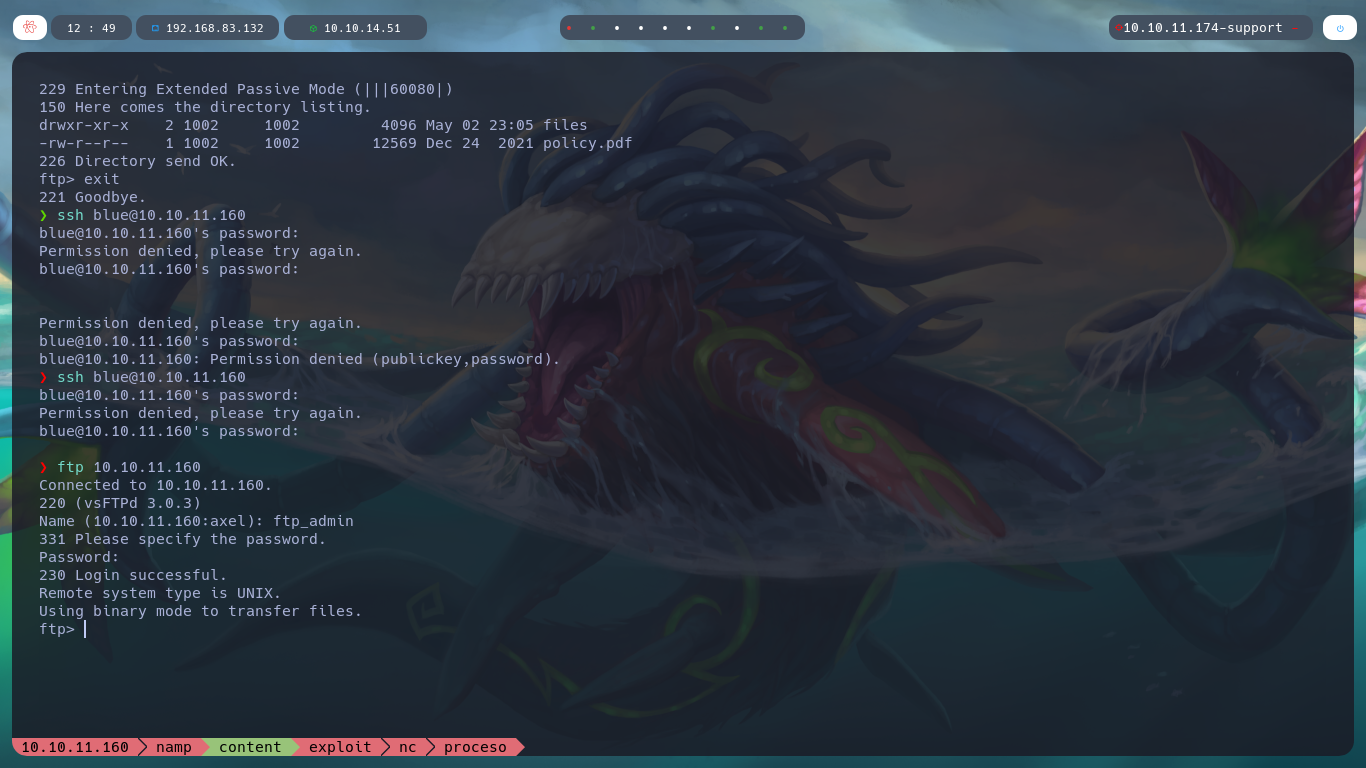 12 : 49
192.168.83.132
10.10.14.51
10.10.11.174-support
229 Entering Extended Passive Mode (|||60080|)
150 Here comes the directory listing.
drwxr-xr-x    2 1002     1002         4096 May 02 23:05 files
-rw-r--r--    1 1002     1002        12569 Dec 24  2021 policy.pdf
226 Directory send OK.
ftp> exit
221 Goodbye.
❯ ssh blue@10.10.11.160
blue@10.10.11.160's password:
Permission denied, please try again.
blue@10.10.11.160's password:
Permission denied, please try again.
blue@10.10.11.160's password:
blue@10.10.11.160: Permission denied (publickey,password).
❯ ssh blue@10.10.11.160
blue@10.10.11.160's password:
Permission denied, please try again.
blue@10.10.11.160's password:
❯ ftp 10.10.11.160
Connected to 10.10.11.160.
220 (vsFTPd 3.0.3)
Name (10.10.11.160:axel): ftp_admin
331 Please specify the password.
Password:
230 Login successful.
Remote system type is UNIX.
Using binary mode to transfer files.
ftp>
10.10.11.160 namp content exploit nc proceso